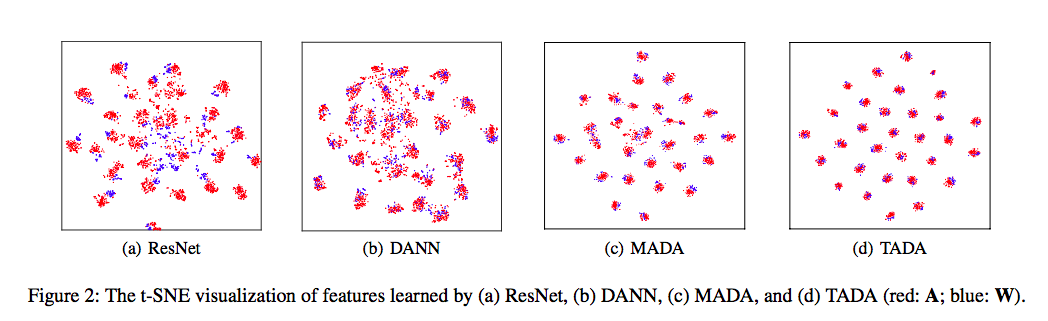 (a) ResNet
(b) DANN
(c) MADA
(d) TADA
Figure 2: The t-SNE visualization of features learned by (a) ResNet, (b) DANN, (c) MADA, and (d) TADA (red: A; blue: W).